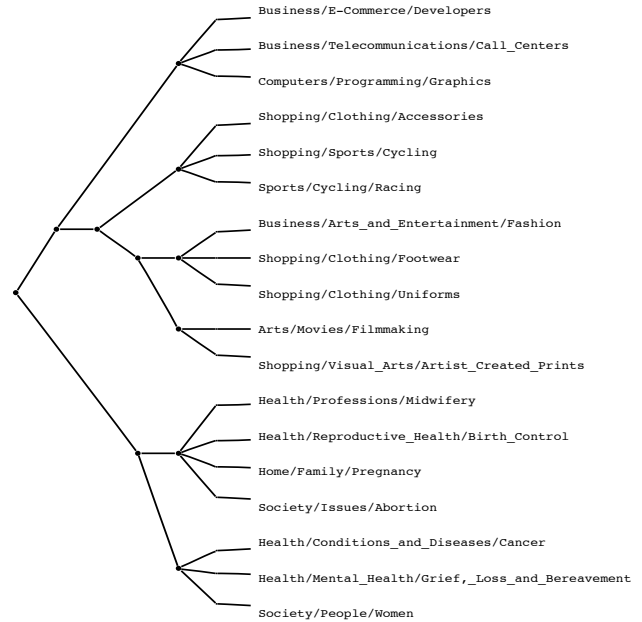 Business/E-Commerce/Developers
Business/Telecommunications/Call_Centers
Computers/Programming/Graphics
Shopping/Clothing/Accessories
Shopping/Sports/Cycling
Sports/Cycling/Racing
Business/Arts_and_Entertainment/Fashion
Shopping/Clothing/Footwear
Shopping/Clothing/Uniforms
Arts/Movies/Filmmaking
Shopping/Visual_Arts/Artist_Created_Prints
Health/Professions/Midwifery
Health/Reproductive_Health/Birth_Control
Home/Family/Pregnancy
Society/Issues/Abortion
Health/Conditions_and_Diseases/Cancer
Health/Mental_Health/Grief,_Loss_and_Bereavement
Society/People/Women